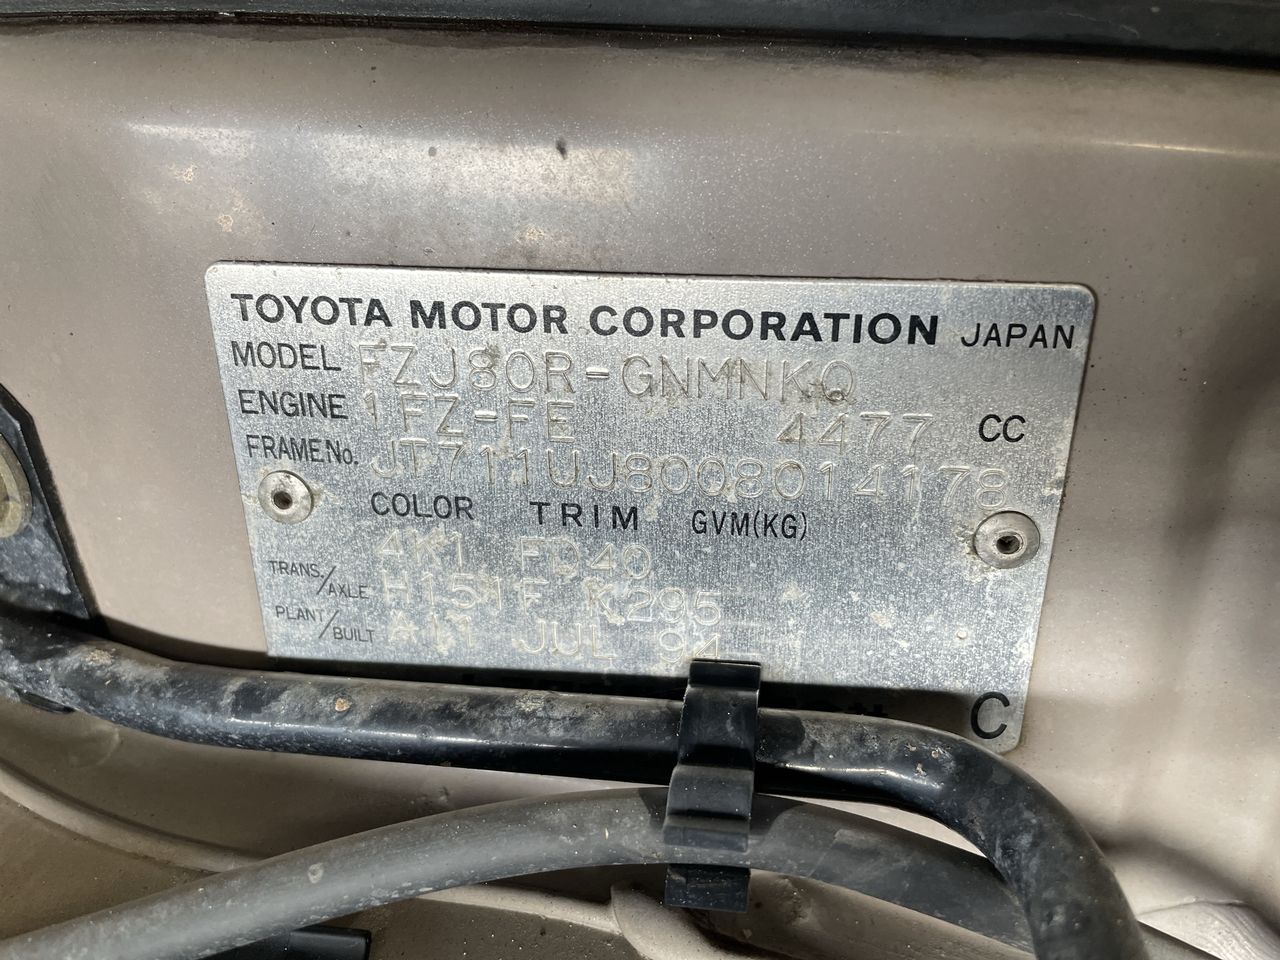 TOYOTA MOTOR CORPORATION JAPAN
MODEL FZJ80R-GNMNKQ
ENGINE 1FZ-FE 4477 CC
FRAME No. JT711UJ8008014178
COLOR TRIM GVM(KG)
4K1 FD40
TRANS./AXLE H151F K295
PLANT/BUILT A11 JUL 94
C